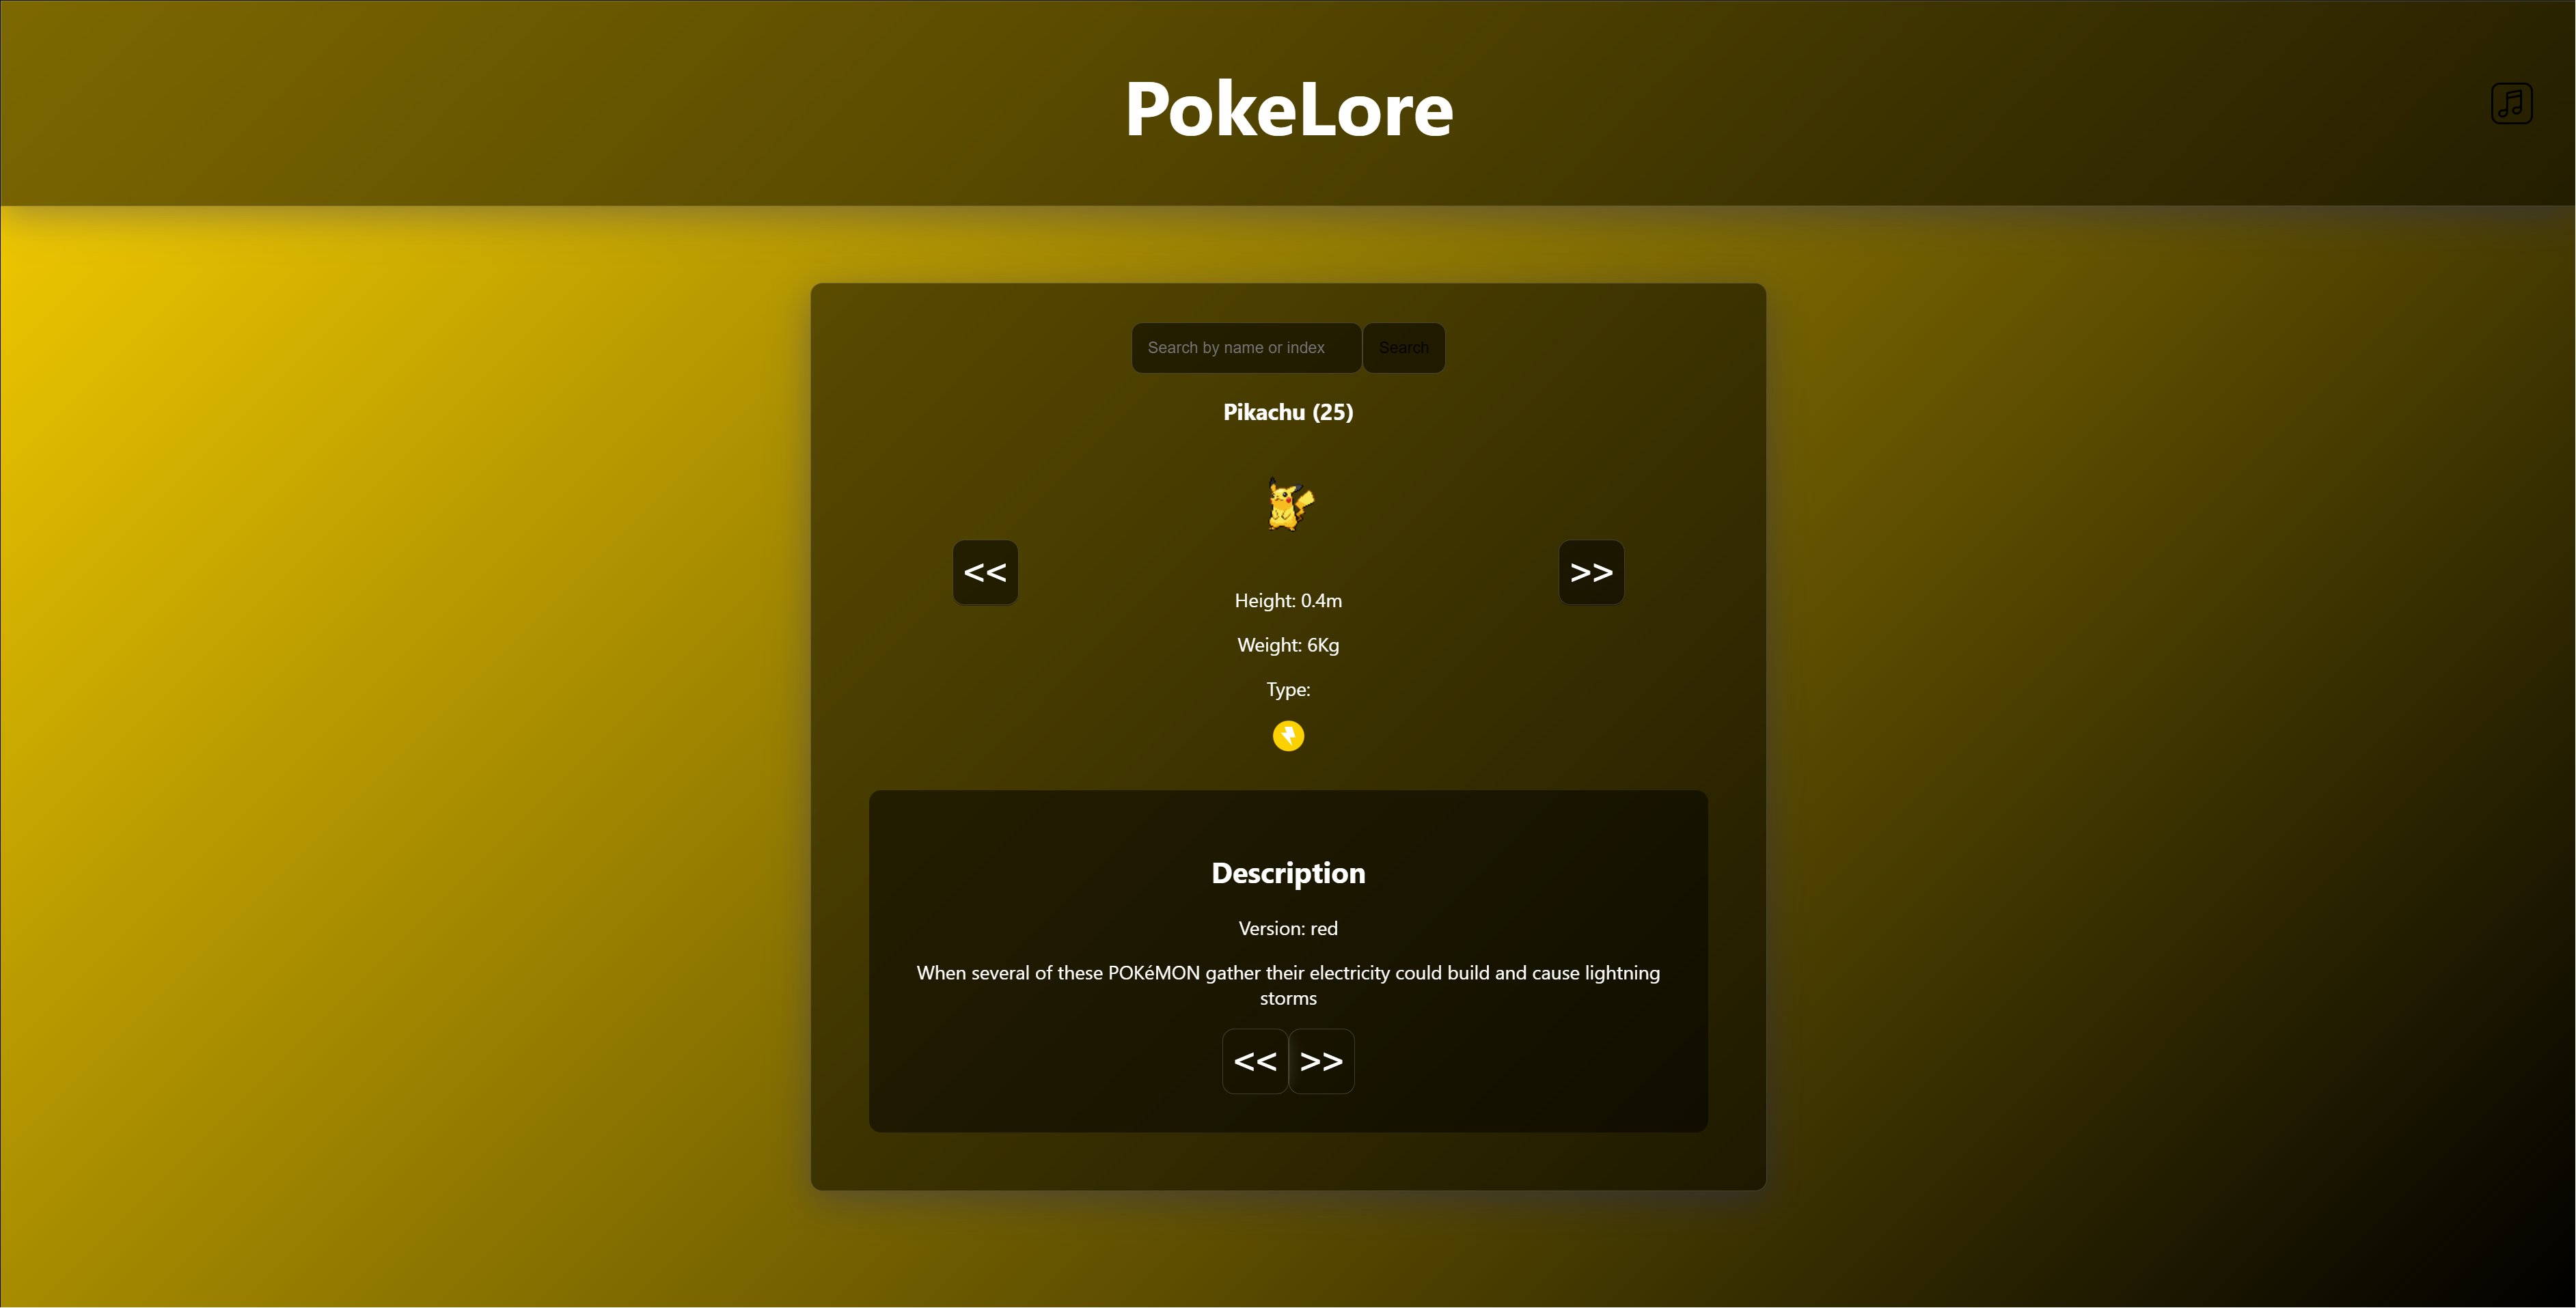 PokeLore
Search by name or index
Search
Pikachu (25)
<<
>>
Height: 0.4m
Weight: 6Kg
Type:
Description
Version: red
When several of these POKéMON gather their electricity could build and cause lightning
storms
<<
>>